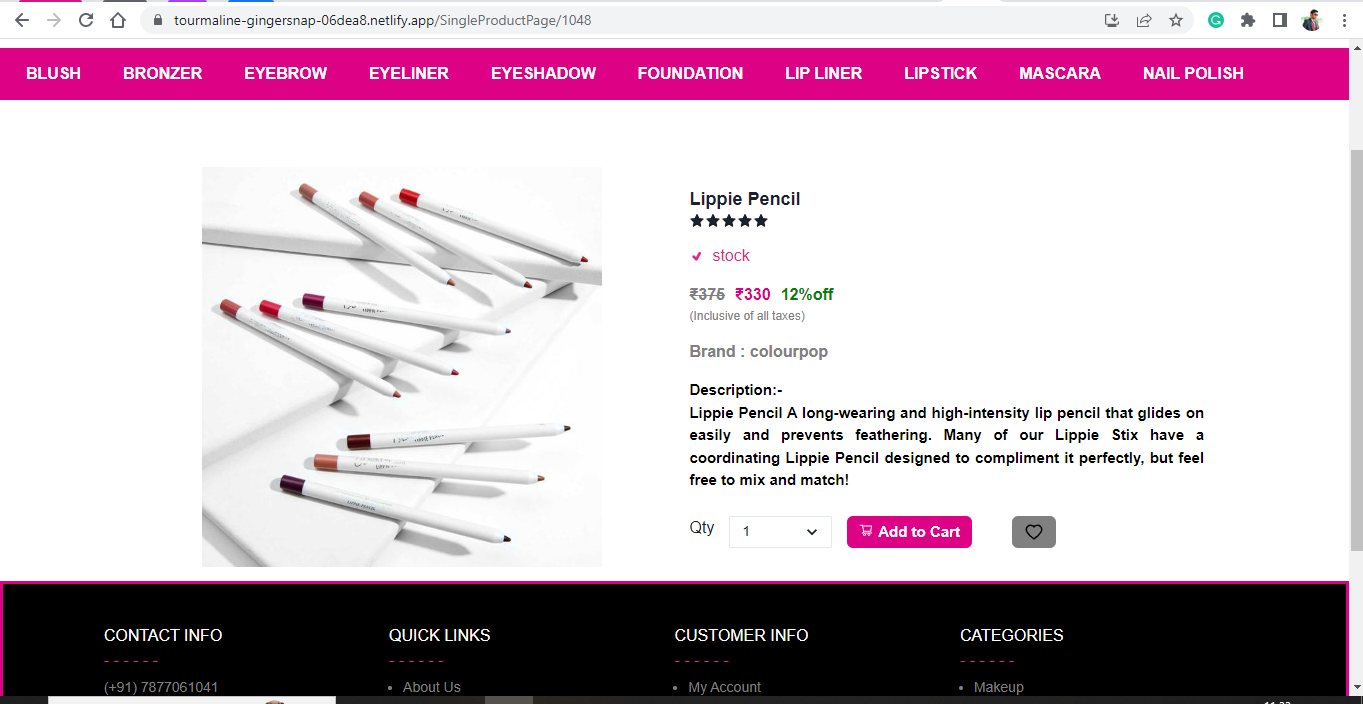 tourmaline-gingersnap-06dea8.netlify.app/SingleProductPage/1048
BLUSH BRONZER EYEBROW EYELINER EYESHADOW FOUNDATION LIP LINER LIPSTICK MASCARA NAIL POLISH
Lippie Pencil
stock
₹375 ₹330 12%off
(Inclusive of all taxes)
Brand : colourpop
Description:-
Lippie Pencil A long-wearing and high-intensity lip pencil that glides on
easily and prevents feathering. Many of our Lippie Stix have a
coordinating Lippie Pencil designed to compliment it perfectly, but feel
free to mix and match!
Qty 1 Add to Cart
CONTACT INFO QUICK LINKS CUSTOMER INFO CATEGORIES
- - - - - - - - - - - - - - - - - - - - - - - -
(+91) 7877061041 • About Us • My Account • Makeup